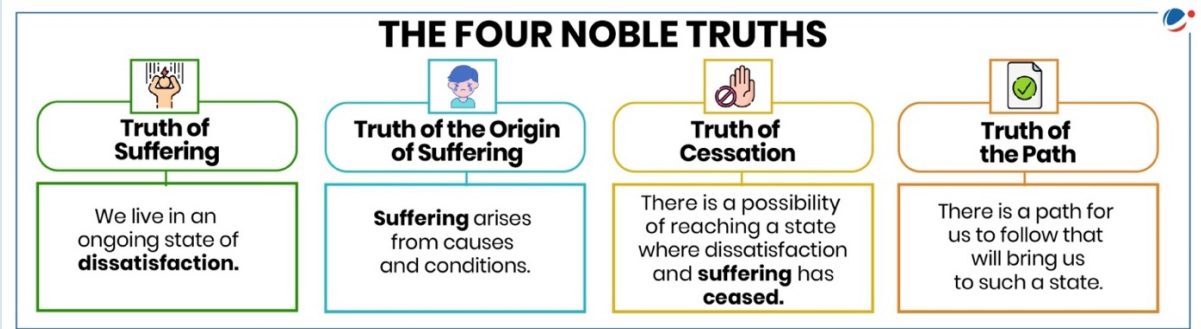 THE FOUR NOBLE TRUTHS
Truth of
Suffering
We live in an
ongoing state of
dissatisfaction.
Truth of the Origin
of Suffering
Suffering arises
from causes
and conditions.
Truth of
Cessation
There is a possibility
of reaching a state
where dissatisfaction
and suffering has
ceased.
Truth of
the Path
There is a path for
us to follow that
will bring us
to such a state.